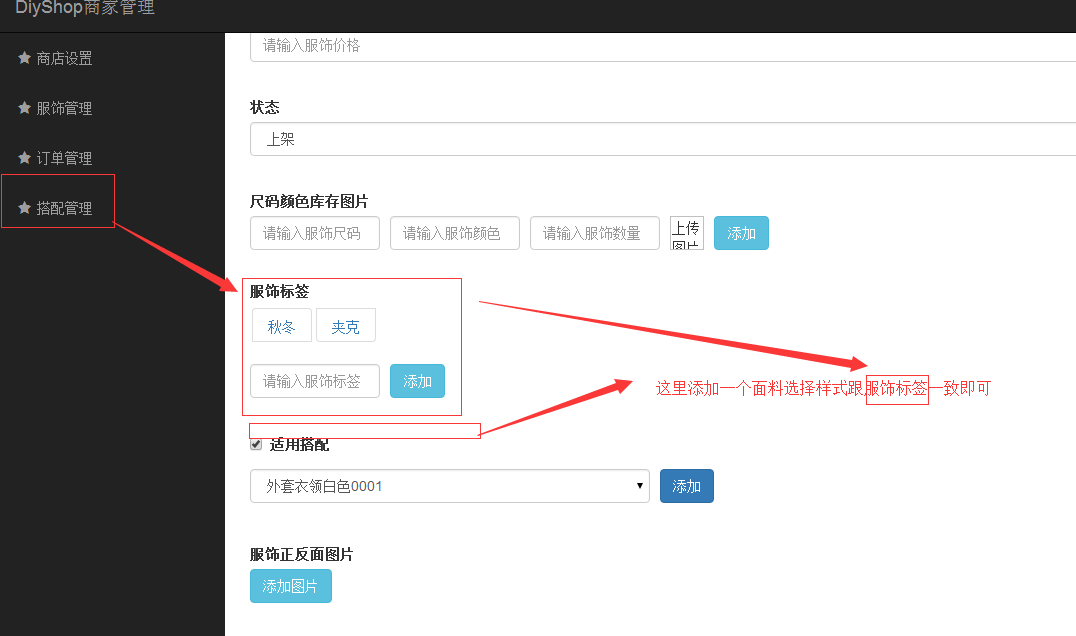 DiyShop商家管理
商店设置
服饰管理
订单管理
搭配管理
请输入服饰价格
状态
上架
尺码颜色库存图片
请输入服饰尺码
请输入服饰颜色
请输入服饰数量
上传
图片
添加
服饰标签
秋冬
夹克
请输入服饰标签
添加
这里添加一个面料选择样式跟服饰标签一致即可
适用搭配
外套衣领白色0001
添加
服饰正反面图片
添加图片